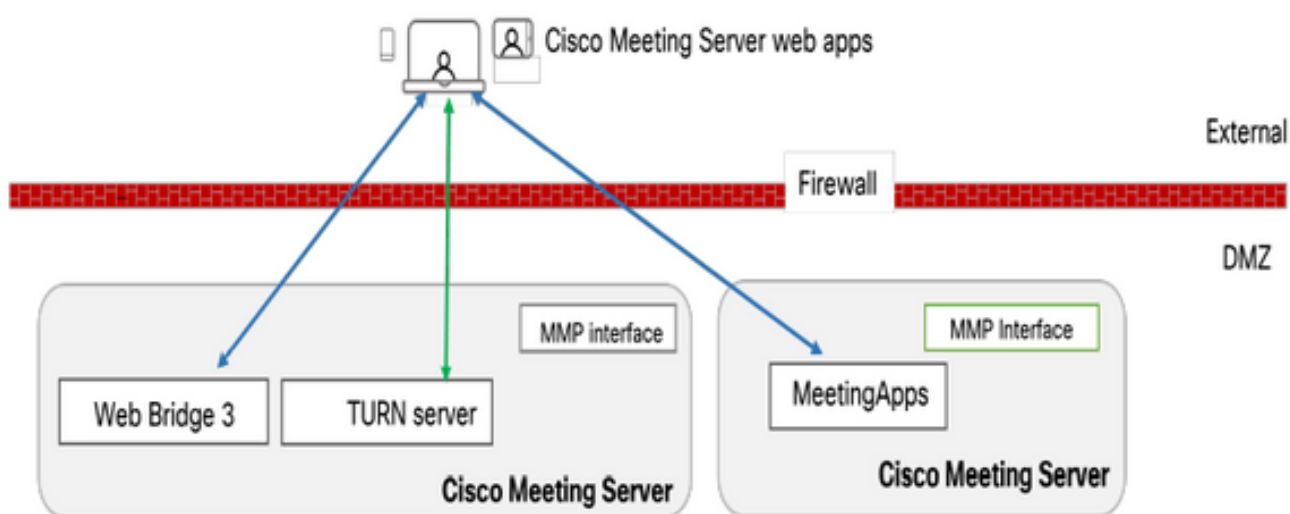 Cisco Meeting Server web apps
External
Firewall
DMZ
MMP interface
Web Bridge 3
TURN server
Cisco Meeting Server
MMP Interface
MeetingApps
Cisco Meeting Server